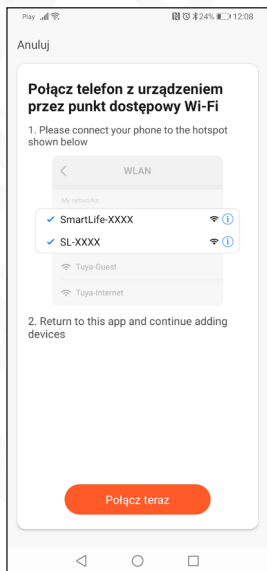 Play 24% 12:08
Anuluj
Połącz telefon z urządzeniem
przez punkt dostępowy Wi-Fi
1. Please connect your phone to the hotspot
shown below
WLAN
My networks
SmartLife-XXXX
SL-XXXX
Tuya-Guest
Tuya-Internet
2. Return to this app and continue adding
devices
Połącz teraz